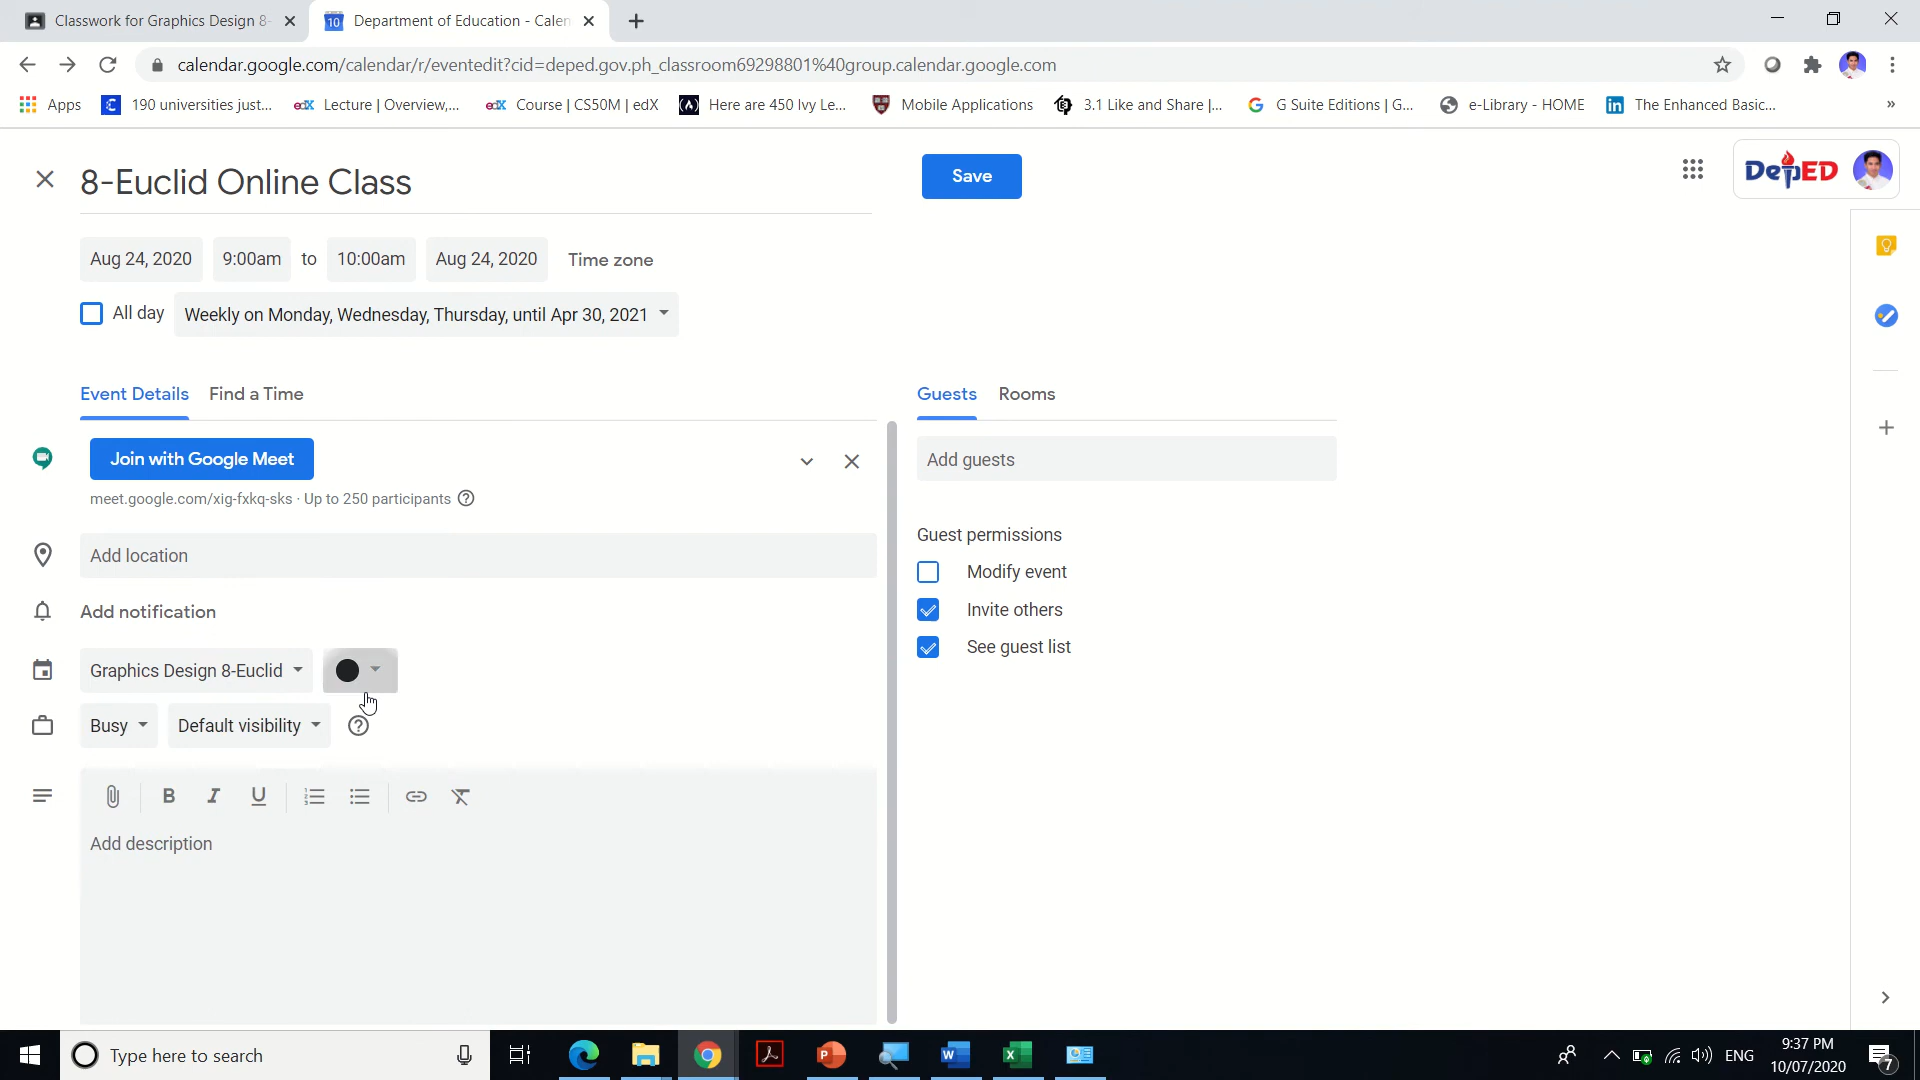 Classwork for Graphics Design 8-
Department of Education - Calen
calendar.google.com/calendar/r/eventedit?cid=deped.gov.ph_classroom69298801%40group.calendar.google.com
Apps
190 universities just...
edX Lecture | Overview,...
edX Course | CS50M | edX
Here are 450 Ivy Le...
Mobile Applications
3.1 Like and Share |...
G Suite Editions | G...
e-Library - HOME
The Enhanced Basic...
8-Euclid Online Class
Save
DepED
Aug 24, 2020 9:00am to 10:00am Aug 24, 2020 Time zone
All day Weekly on Monday, Wednesday, Thursday, until Apr 30, 2021
Event Details Find a Time
Guests Rooms
Join with Google Meet
meet.google.com/xig-fxkq-sks · Up to 250 participants
Add guests
Add location
Guest permissions
Modify event
Invite others
See guest list
Add notification
Graphics Design 8-Euclid
Busy Default visibility
B I U
Add description
Type here to search
ENG
9:37 PM
10/07/2020
7